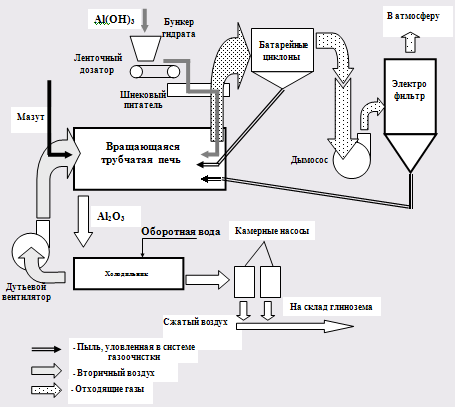 Al(OH)₃
Бункер
гидрата
В атмосферу
Ленточный
дозатор
Батарейные
циклоны
Шнековый
питатель
Электро
фильтр
Мазут
Вращающаяся
трубчатая печь
Дымосос
Al₂O₃
Оборотная вода
Камерные насосы
Холодильник
Дутьевой
вентилятор
На склад глинозема
Сжатый воздух
- Пыль, уловленная в системе
газоочистки
- Вторичный воздух
- Отходящие газы